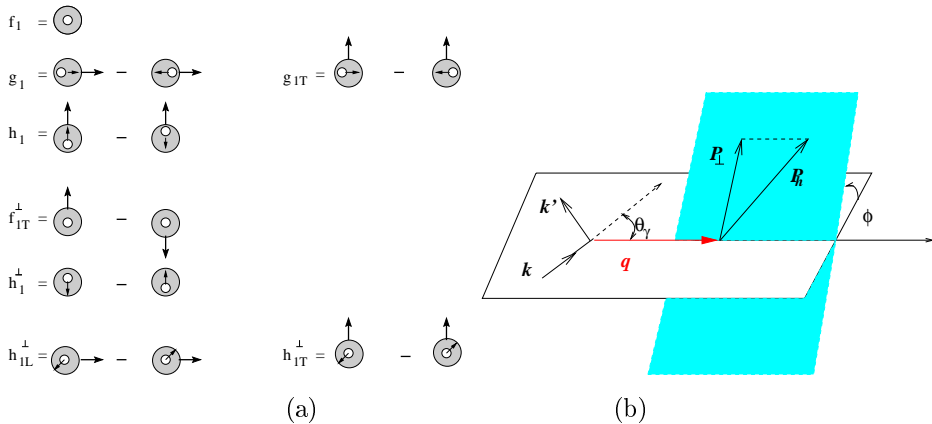 f1 =
g1 = –
g1T = –
h1 = –
f⊥1T = –
h⊥1 = –
h⊥1L = –
h⊥1T = –
(a)
P⊥
Ph
k'
θγ
ϕ
k
q
(b)